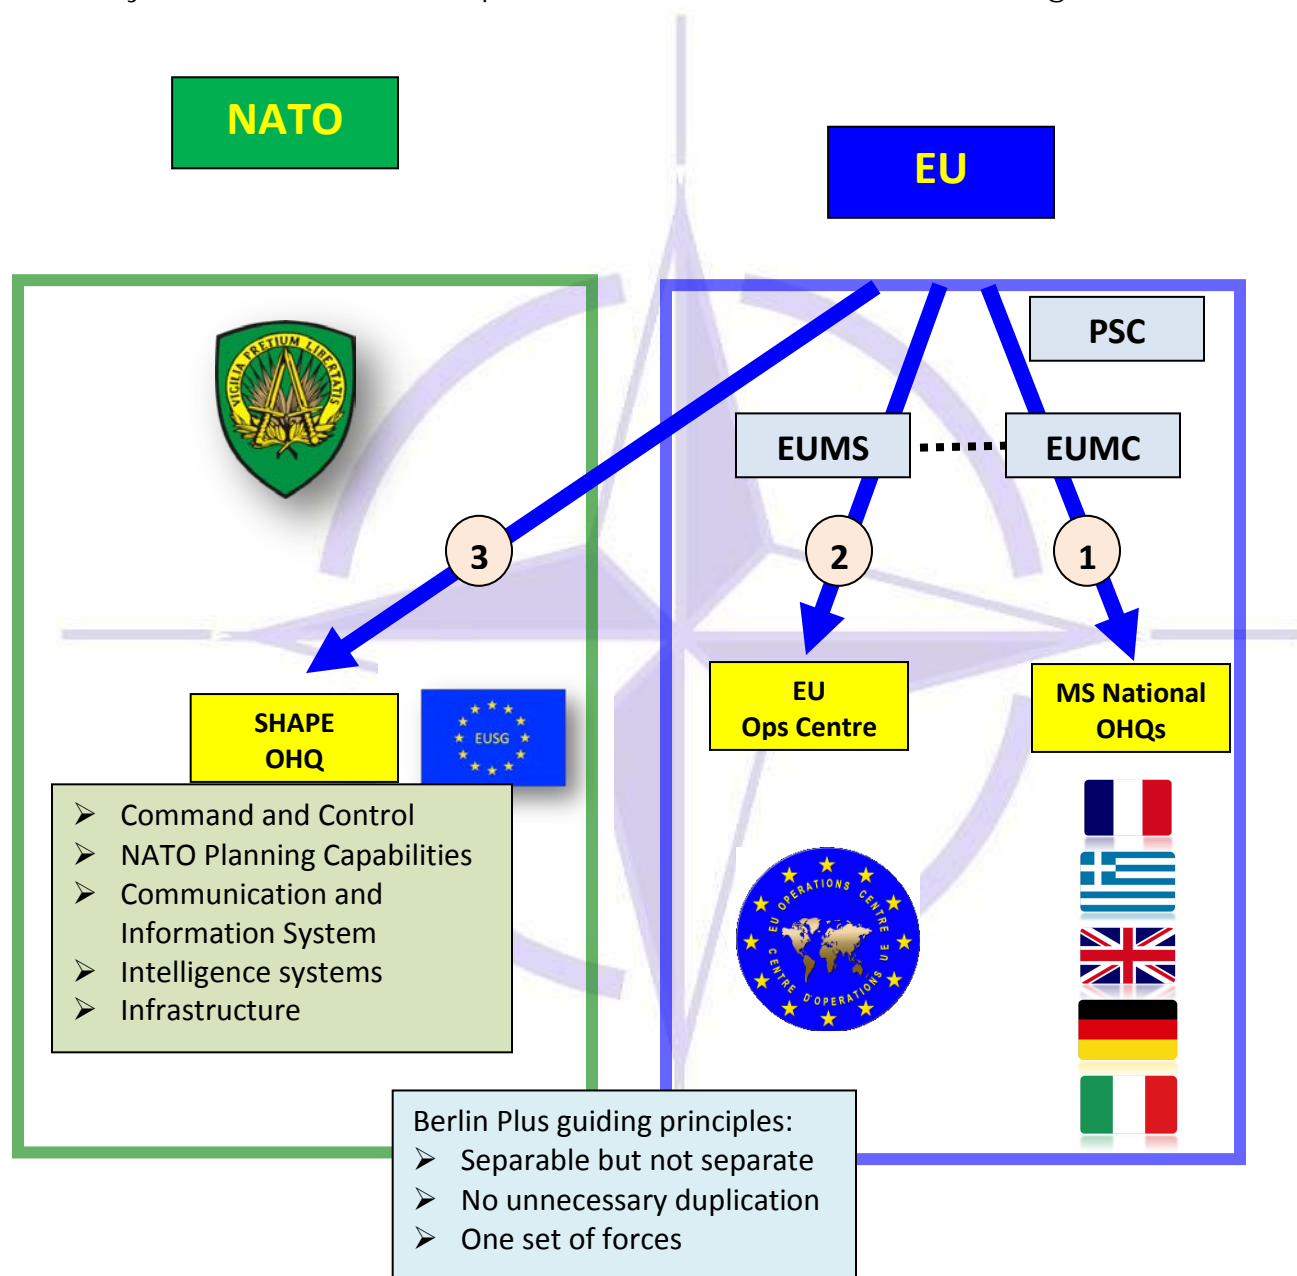 NATO
EU
VIGILIA PRETIUM LIBERTATIS
PSC
EUMS
EUMC
3
2
1
SHAPE
OHQ
EUSG
EU
Ops Centre
MS National
OHQs
➢ Command and Control
➢ NATO Planning Capabilities
➢ Communication and
Information System
➢ Intelligence systems
➢ Infrastructure
EU OPERATIONS CENTRE
CENTRE D'OPERATIONS UE
Berlin Plus guiding principles:
➢ Separable but not separate
➢ No unnecessary duplication
➢ One set of forces